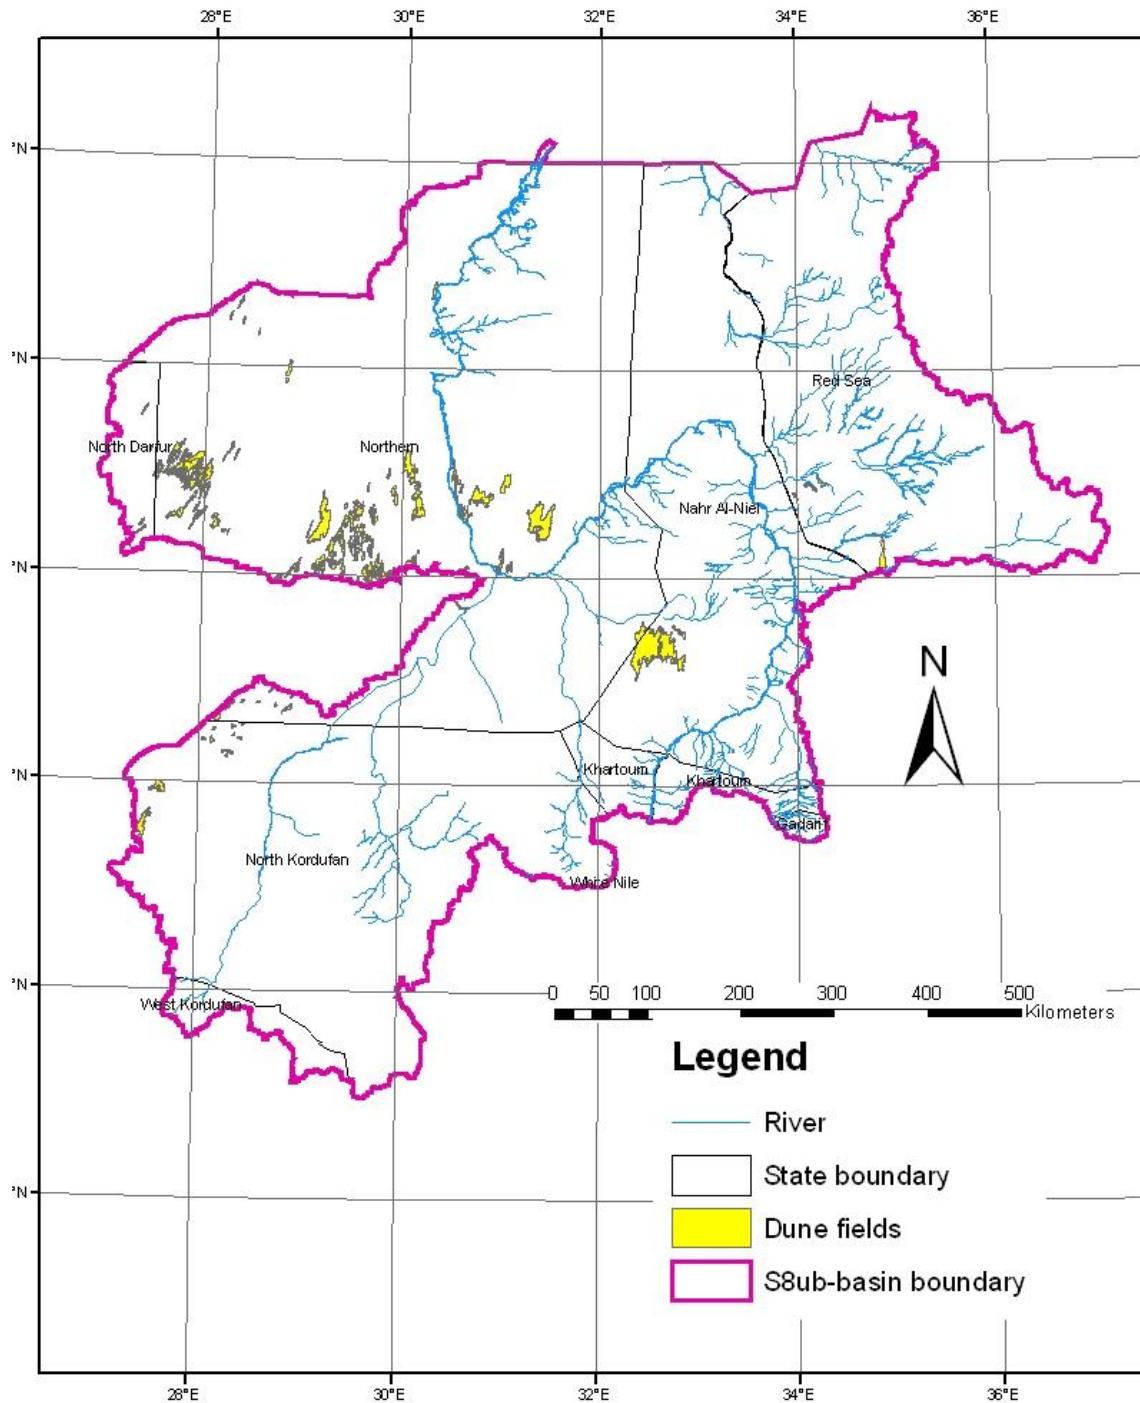 28°E 30°E 32°E 34°E 36°E
°N
°N
Red Sea
North Darfur
Northern
Nahr Al-Niel
°N
N
Khartoum
°N
Khartoum
Gadarif
North Kordufan
White Nile
°N
West Kordufan
0 50 100 200 300 400 500
Kilometers
Legend
River
State boundary
°N
Dune fields
S8ub-basin boundary
28°E 30°E 32°E 34°E 36°E